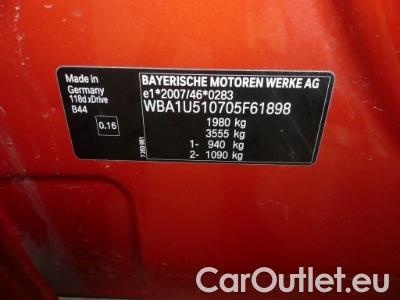 Made in
Germany
118d xDrive
B44
0.16
BAYERISCHE MOTOREN WERKE AG
e1*2007/46*0283
WBA1U510705F61898
1980 kg
3555 kg
1- 940 kg
2- 1090 kg
CarOutlet.eu